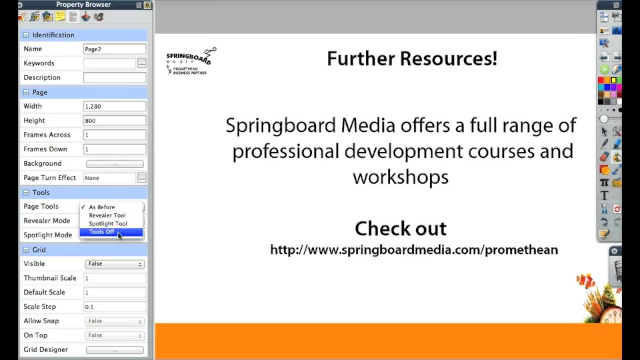 Property Browser
Identification
Name Page2
Keywords ...
Description
Page
Width 1,280
Height 800
Frames Across 1
Frames Down 1
Background ...
Page Turn Effect None ...
Tools
Page Tools ✓ As Before
Revealer Tool
Revealer Mode Spotlight Tool
Spotlight Mode Tools Off
Grid
Visible False
Thumbnail Scale 1
Default Scale 1
Scale Step 0.5
Allow Snap False
On Top False
Grid Designer ...
SPRINGBOARD
MEDIA
PROMETHEAN
BUSINESS PARTNER
Further Resources!
Springboard Media offers a full range of
professional development courses and
workshops
Check out
http://www.springboardmedia.com/promethean
T